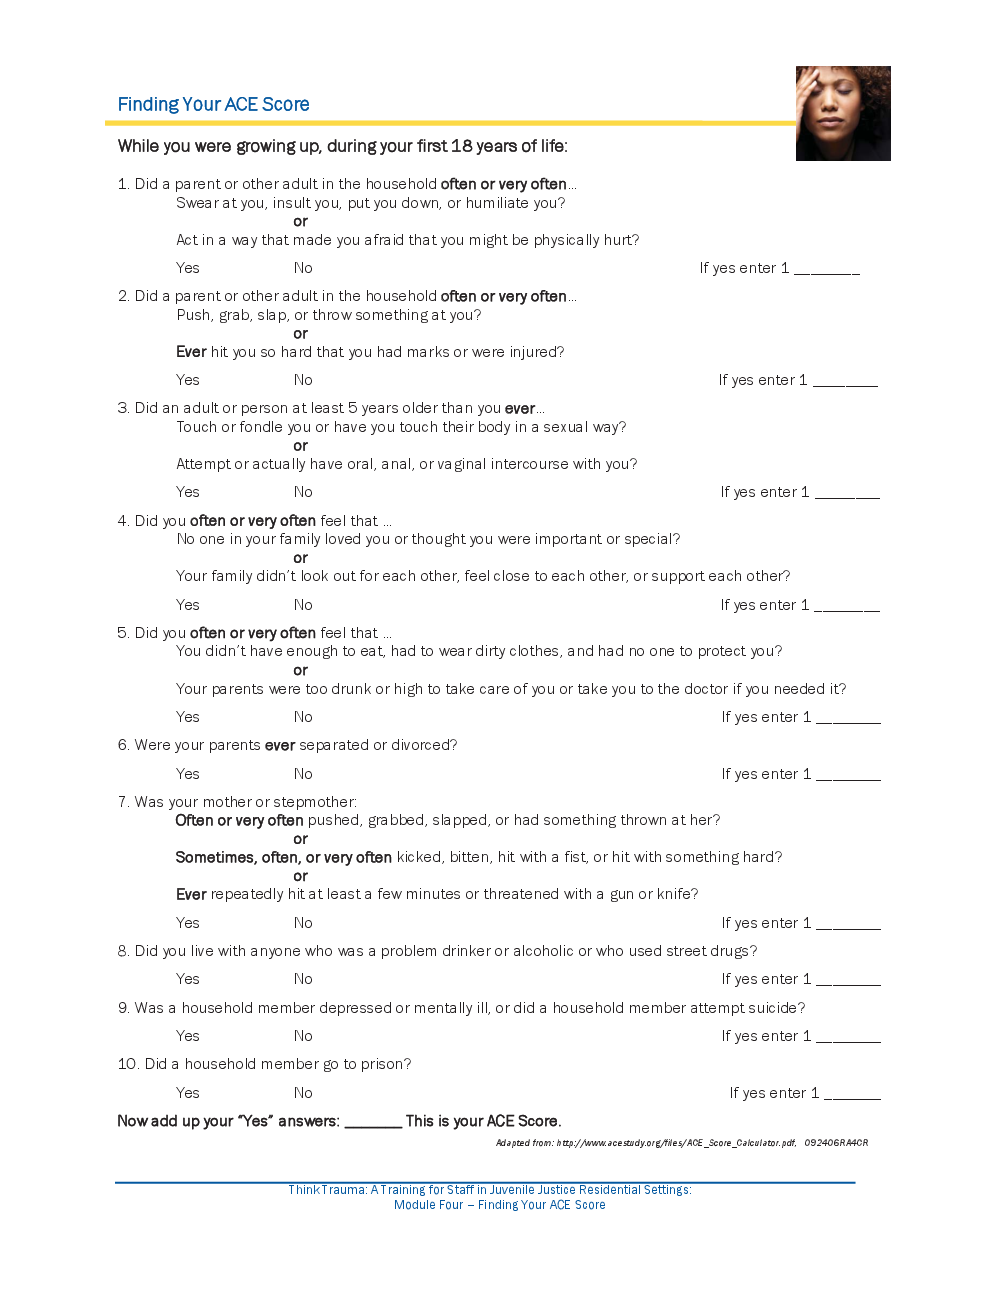 Finding Your ACE Score
While you were growing up, during your first 18 years of life:
1. Did a parent or other adult in the household often or very often...
Swear at you, insult you, put you down, or humiliate you?
or
Act in a way that made you afraid that you might be physically hurt?
Yes No If yes enter 1 ________
2. Did a parent or other adult in the household often or very often...
Push, grab, slap, or throw something at you?
or
Ever hit you so hard that you had marks or were injured?
Yes No If yes enter 1 ________
3. Did an adult or person at least 5 years older than you ever...
Touch or fondle you or have you touch their body in a sexual way?
or
Attempt or actually have oral, anal, or vaginal intercourse with you?
Yes No If yes enter 1 ________
4. Did you often or very often feel that ...
No one in your family loved you or thought you were important or special?
or
Your family didn't look out for each other, feel close to each other, or support each other?
Yes No If yes enter 1 ________
5. Did you often or very often feel that ...
You didn't have enough to eat, had to wear dirty clothes, and had no one to protect you?
or
Your parents were too drunk or high to take care of you or take you to the doctor if you needed it?
Yes No If yes enter 1 ________
6. Were your parents ever separated or divorced?
Yes No If yes enter 1 ________
7. Was your mother or stepmother:
Often or very often pushed, grabbed, slapped, or had something thrown at her?
or
Sometimes, often, or very often kicked, bitten, hit with a fist, or hit with something hard?
or
Ever repeatedly hit at least a few minutes or threatened with a gun or knife?
Yes No If yes enter 1 ________
8. Did you live with anyone who was a problem drinker or alcoholic or who used street drugs?
Yes No If yes enter 1 ________
9. Was a household member depressed or mentally ill, or did a household member attempt suicide?
Yes No If yes enter 1 ________
10. Did a household member go to prison?
Yes No If yes enter 1 _______
Now add up your "Yes" answers: _______ This is your ACE Score.
Adapted from: http://www.acestudy.org/files/ACE_Score_Calculator.pdf, 092406RA4CR
Think Trauma: A Training for Staff in Juvenile Justice Residential Settings:
Module Four – Finding Your ACE Score